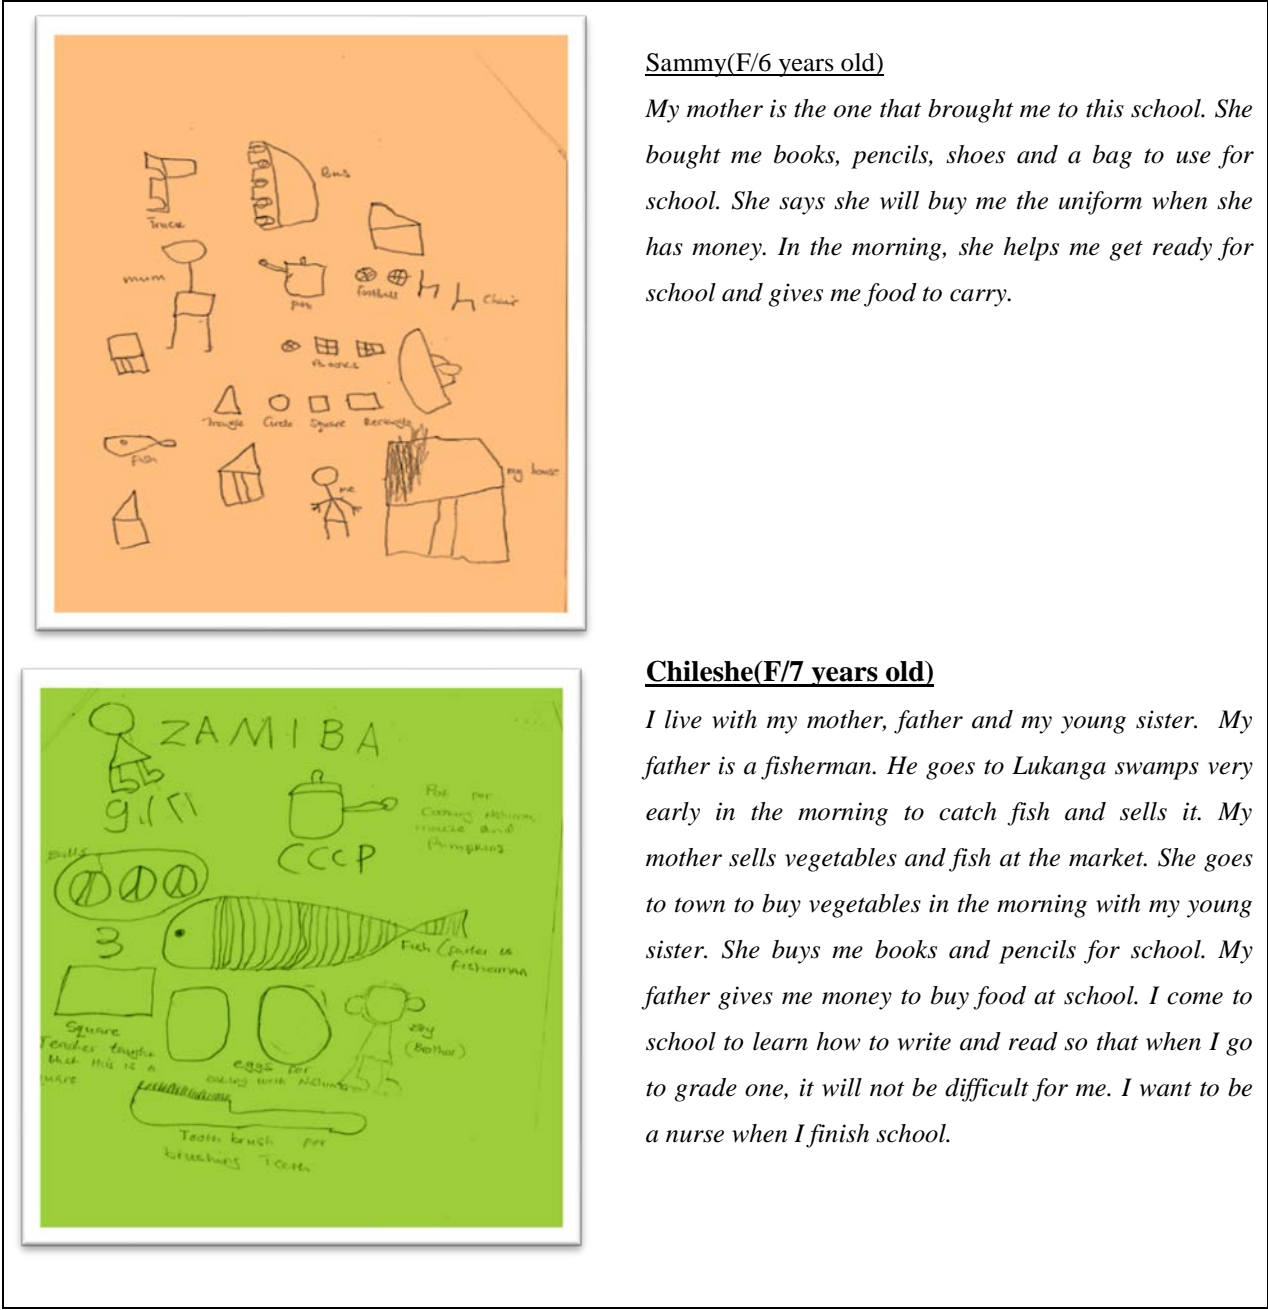 Truck
Bus
mum
pot
football
Chair
Books
Triangle Circle Square Rectangle
Fish
me
my house
Sammy(F/6 years old)
My mother is the one that brought me to this school. She
bought me books, pencils, shoes and a bag to use for
school. She says she will buy me the uniform when she
has money. In the morning, she helps me get ready for
school and gives me food to carry.
ZAMIBA
girl
Pot for
Cooking Nshima
and
Pumpkins
CCCP
Balls
3
Fish (father is
Fisherman
Square
Teacher taught
that this is a
eggs for
eating with Nshima
Boy
(Brother)
Tooth brush for
brushing Teeth
Chileshe(F/7 years old)
I live with my mother, father and my young sister. My
father is a fisherman. He goes to Lukanga swamps very
early in the morning to catch fish and sells it. My
mother sells vegetables and fish at the market. She goes
to town to buy vegetables in the morning with my young
sister. She buys me books and pencils for school. My
father gives me money to buy food at school. I come to
school to learn how to write and read so that when I go
to grade one, it will not be difficult for me. I want to be
a nurse when I finish school.